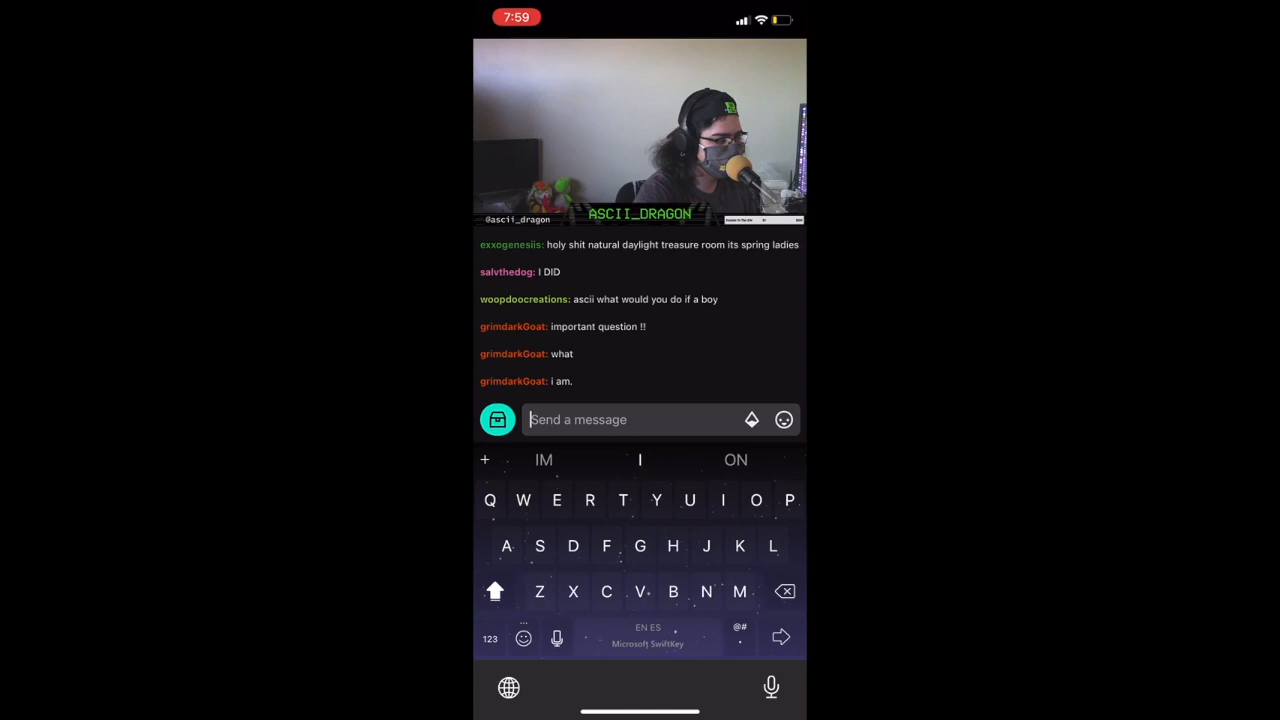 7:59
@ascii_dragon
ASCII_DRAGON
exxogenesiis: holy shit natural daylight treasure room its spring ladies
salvthedog: I DID
woopdoocreations: ascii what would you do if a boy
grimdarkGoat: important question !!
grimdarkGoat: what
grimdarkGoat: i am.
Send a message
+ IM I ON
Q W E R T Y U I O P
A S D F G H J K L
Z X C V B N M
EN ES
@#
123
Microsoft SwiftKey
.